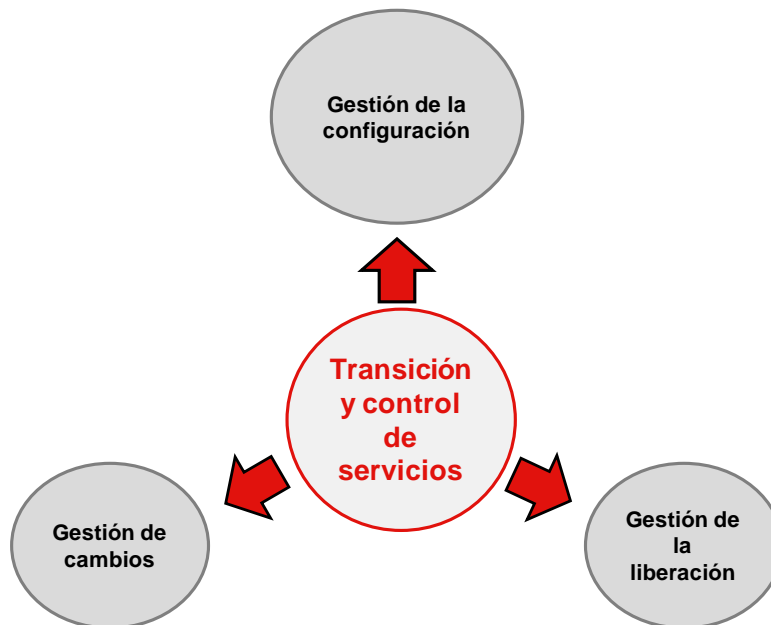 Gestión de la
configuración
Transición
y control
de
servicios
Gestión de
cambios
Gestión de
la
liberación